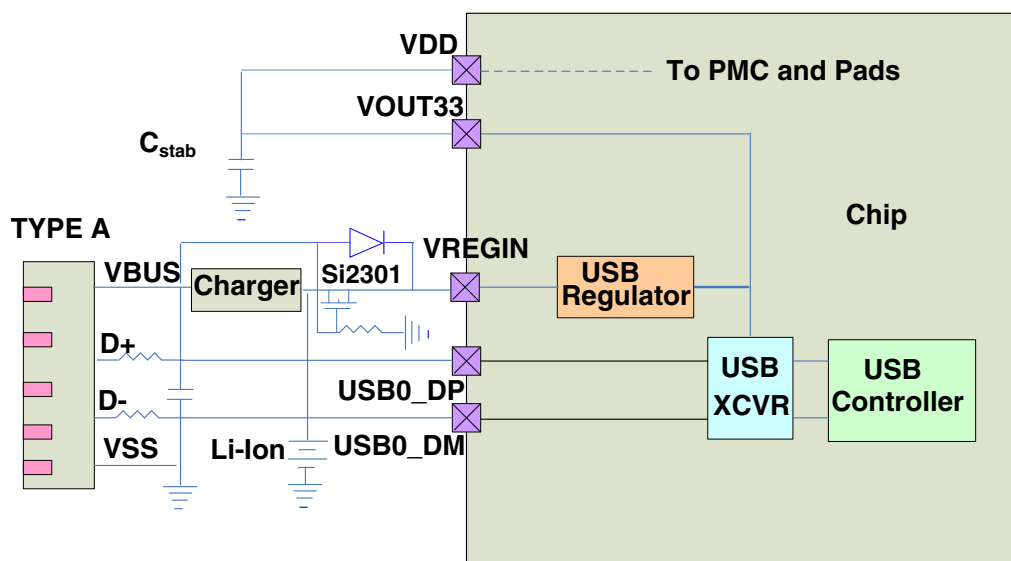 VDD
To PMC and Pads
VOUT33
Cstab
Chip
TYPE A
VREGIN
VBUS
Charger
Si2301
USB
Regulator
D+
USB0_DP
USB
XCVR
USB
Controller
D-
VSS
Li-Ion
USB0_DM